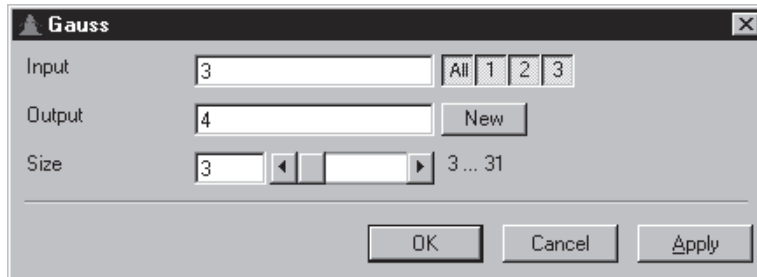 Gauss
Input 3 All 1 2 3
Output 4 New
Size 3 3 ... 31
OK Cancel Apply